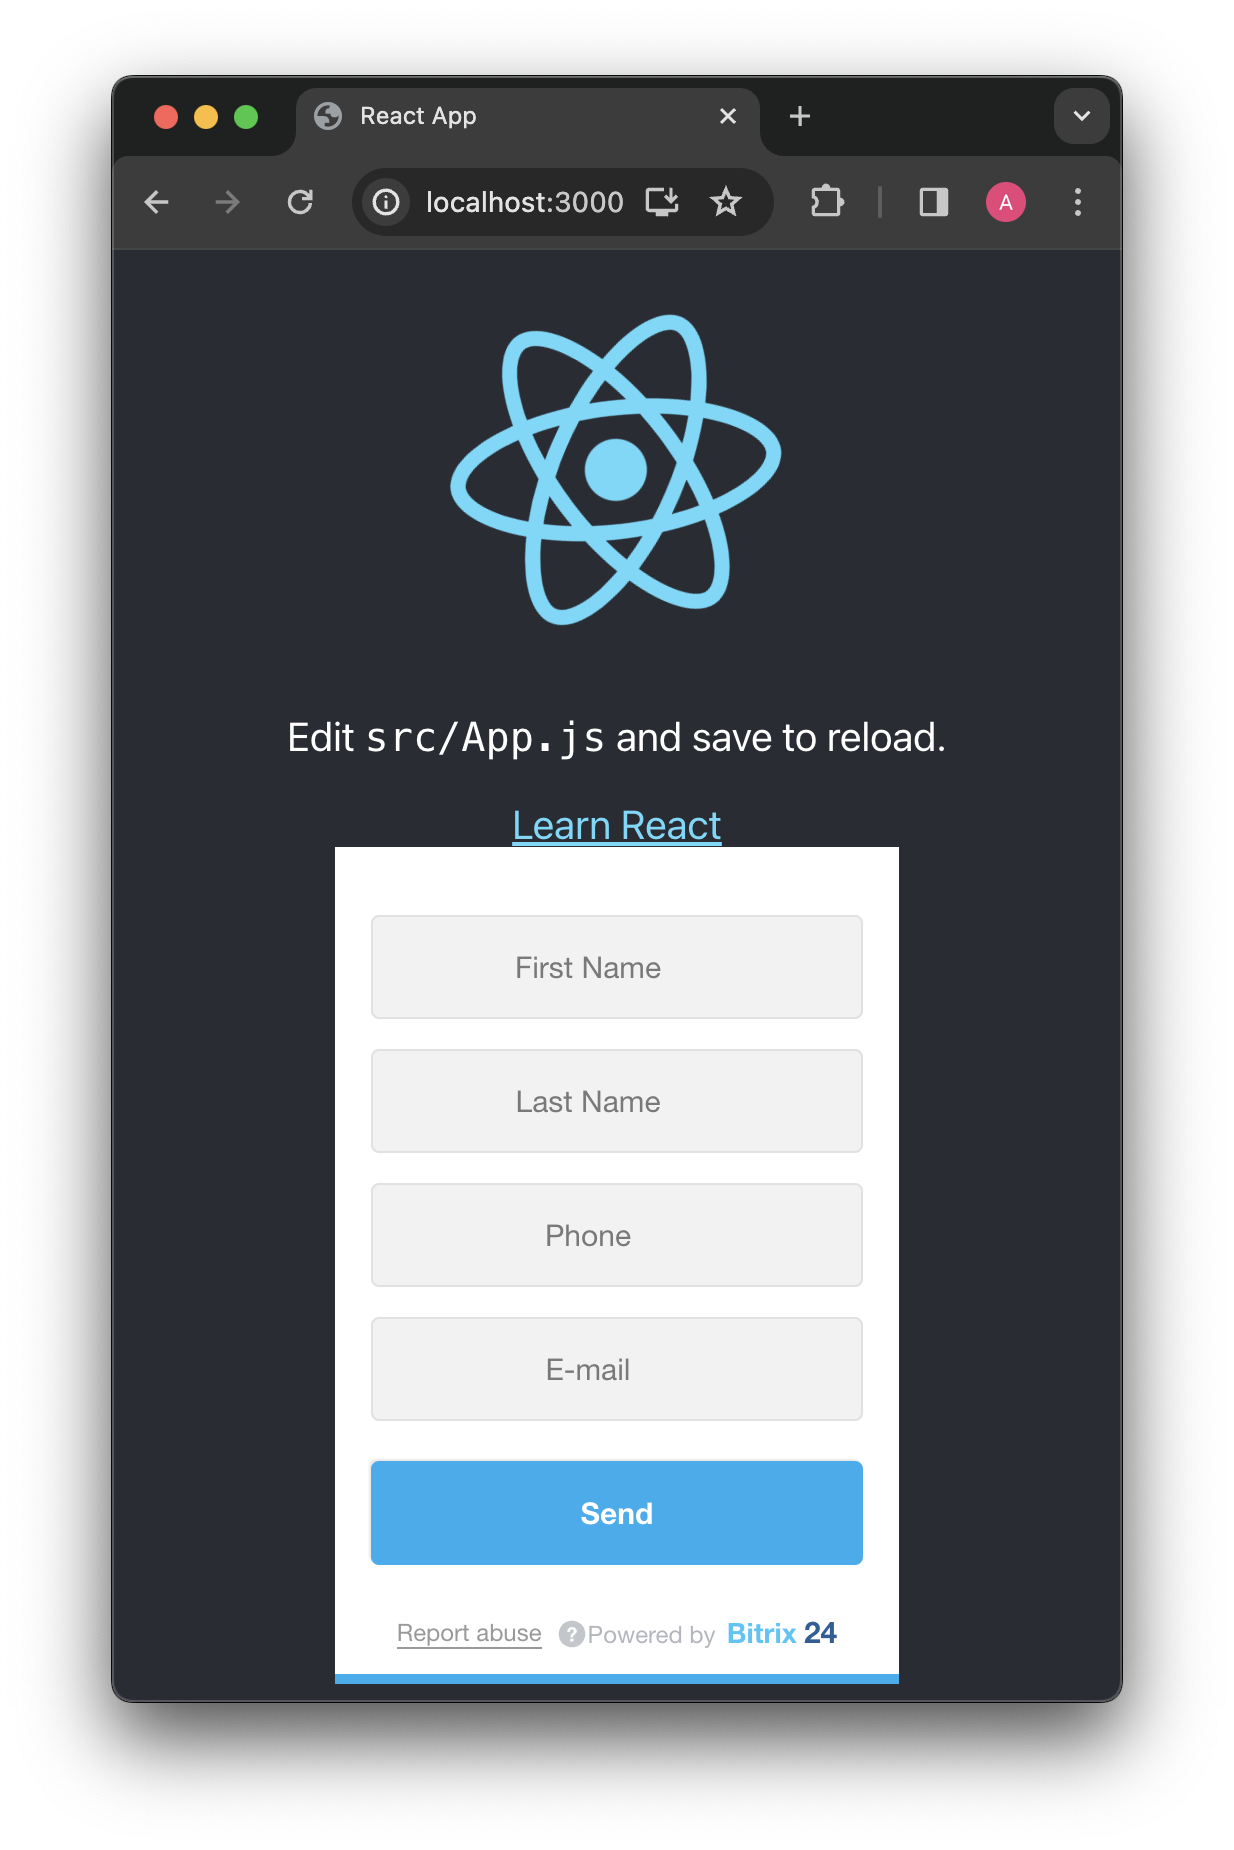 React App
localhost:3000
A
Edit src/App.js and save to reload.
Learn React
First Name
Last Name
Phone
E-mail
Send
Report abuse ? Powered by Bitrix 24